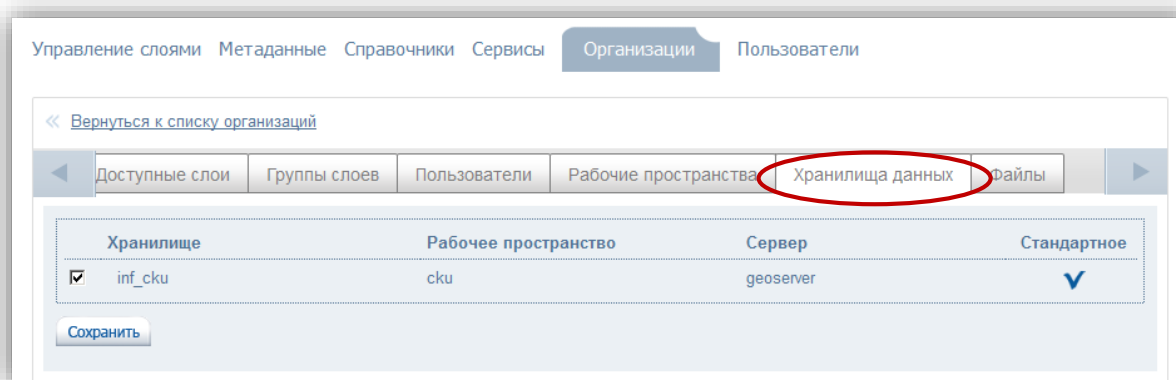 Управление слоями Метаданные Справочники Сервисы Организации Пользователи
« Вернуться к списку организаций
Доступные слои Группы слоев Пользователи Рабочие пространства Хранилища данных Файлы
Хранилище Рабочее пространство Сервер Стандартное
inf_cku cku geoserver
Сохранить